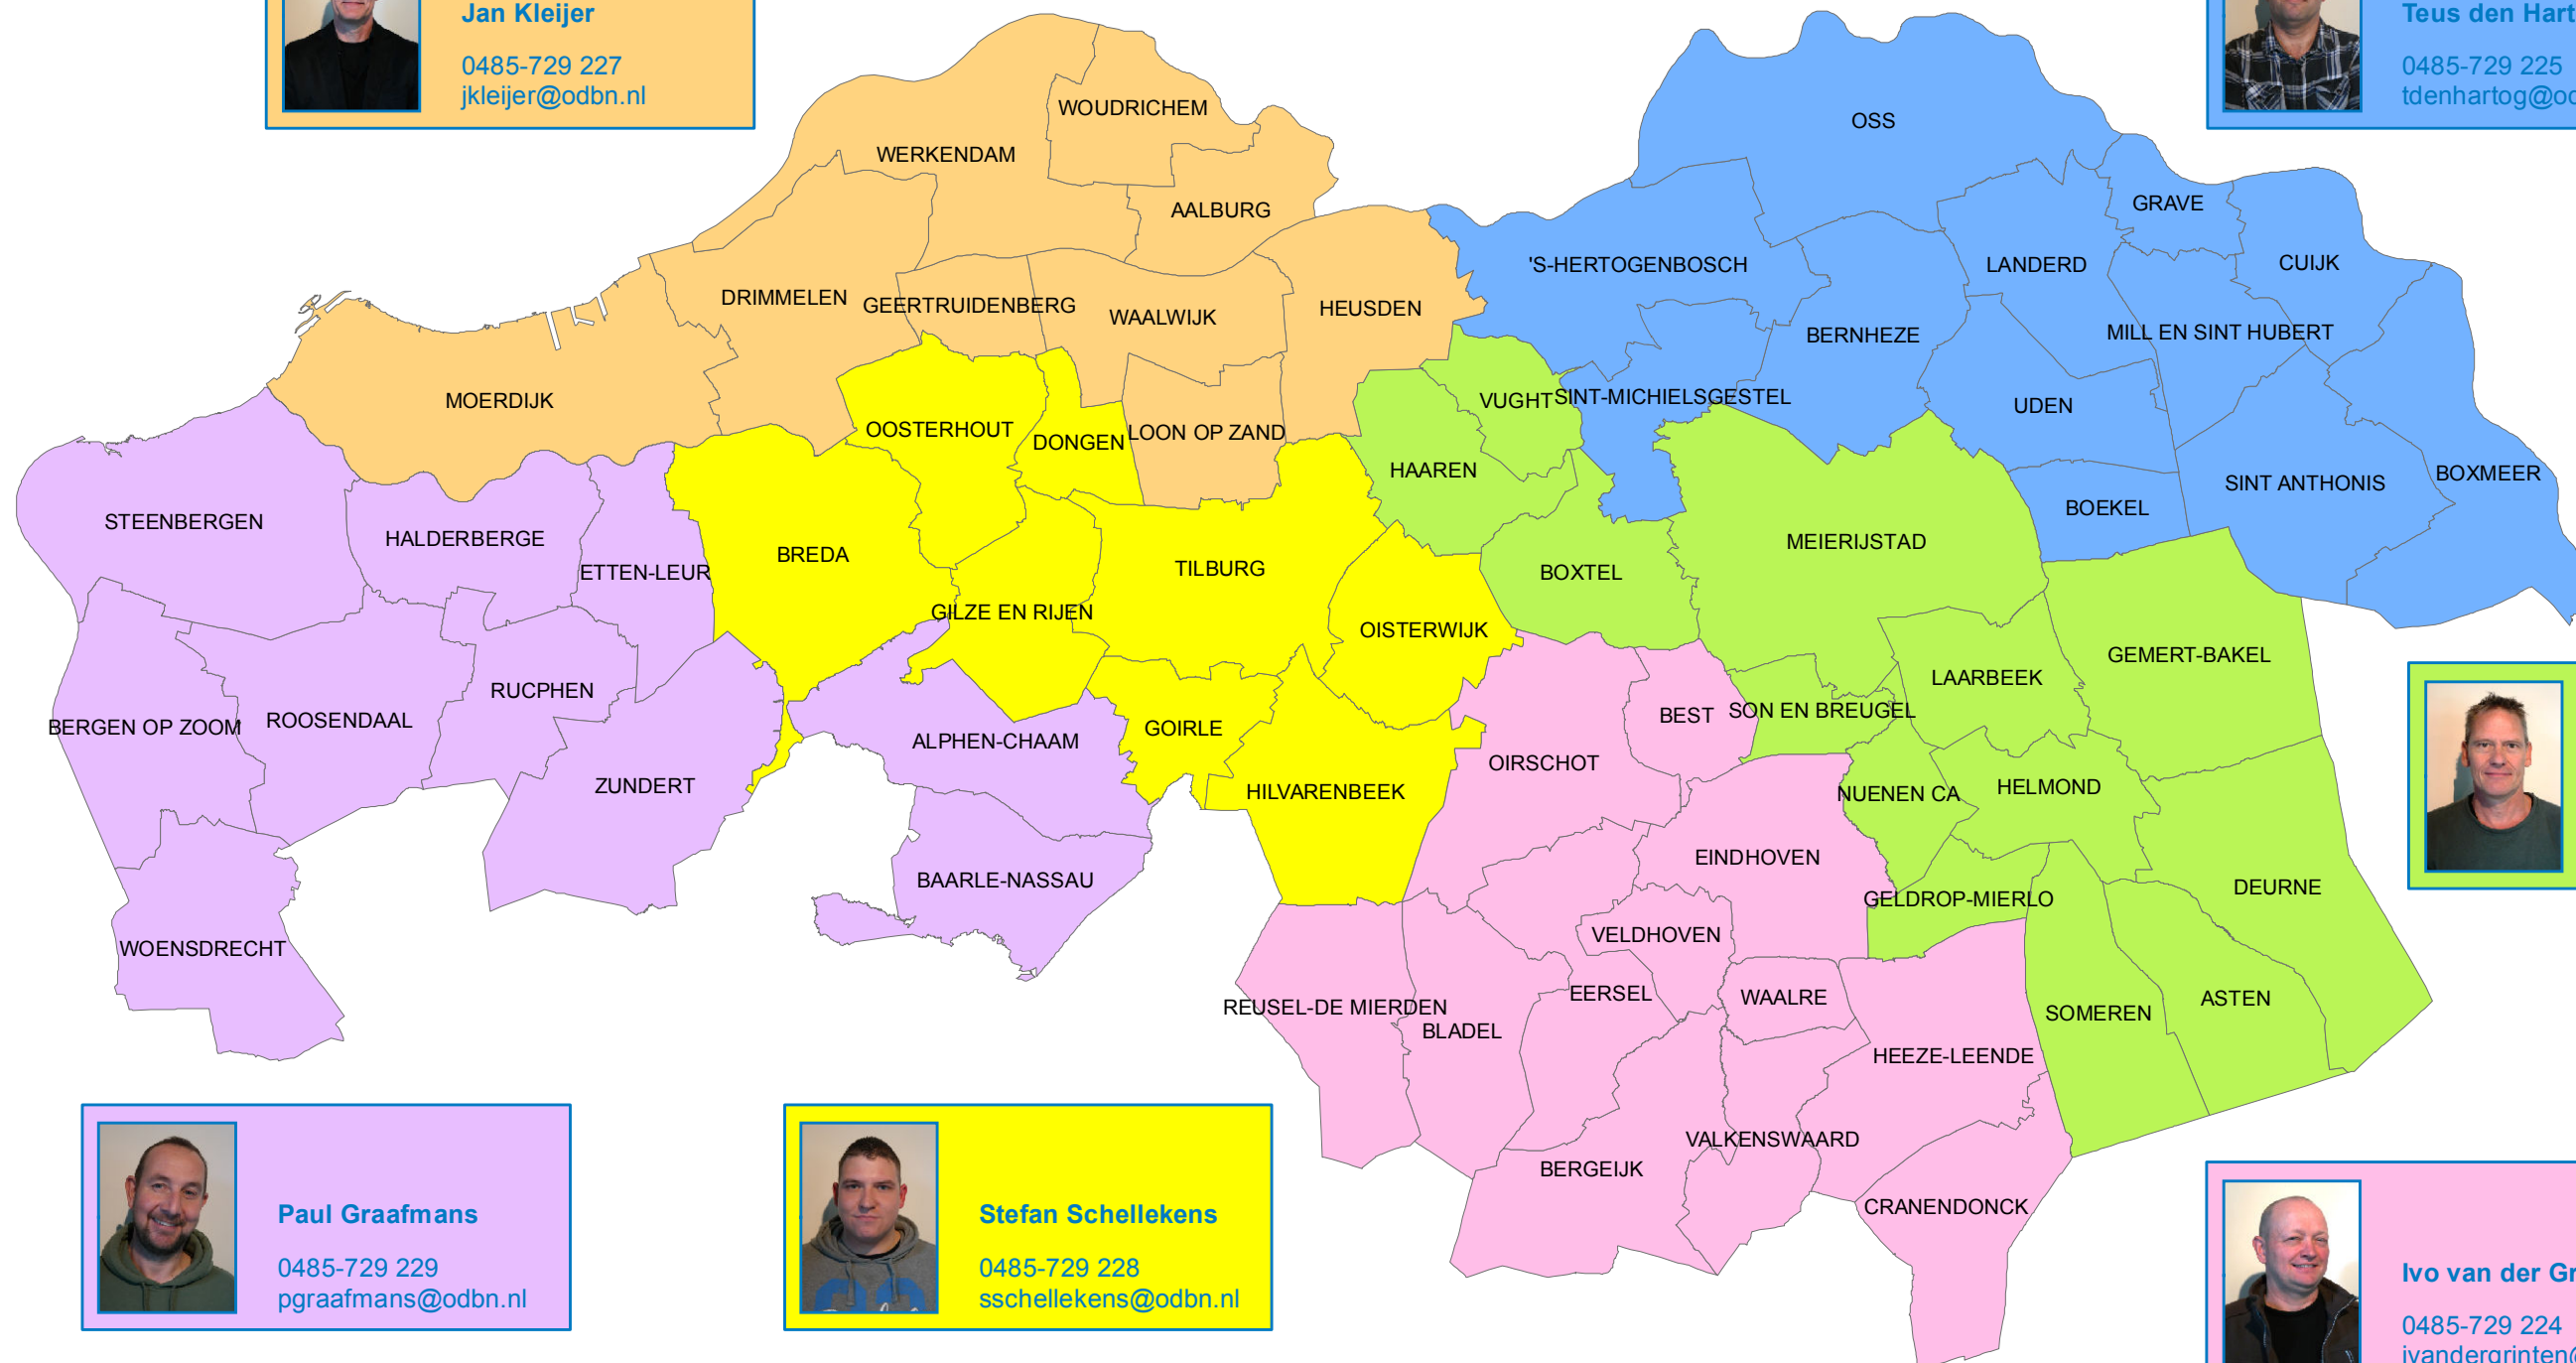 Jan Kleijer
0485-729 227
jkleijer@odbn.nl
Teus den Hart
0485-729 225
tdenhartog@od
WOUDRICHEM
OSS
WERKENDAM
GRAVE
AALBURG
'S-HERTOGENBOSCH
LANDERD
CUIJK
DRIMMELEN
GEERTRUIDENBERG
WAALWIJK
HEUSDEN
BERNHEZE
MILL EN SINT HUBERT
MOERDIJK
VUGHT
SINT-MICHIELSGESTEL
UDEN
OOSTERHOUT
DONGEN
LOON OP ZAND
HAAREN
SINT ANTHONIS
BOXMEER
STEENBERGEN
HALDERBERGE
BOEKEL
MEIERIJSTAD
BREDA
ETTEN-LEUR
TILBURG
BOXTEL
GILZE EN RIJEN
OISTERWIJK
GEMERT-BAKEL
RUCPHEN
LAARBEEK
BERGEN OP ZOOM
ROOSENDAAL
ALPHEN-CHAAM
GOIRLE
BEST
SON EN BREUGEL
ZUNDERT
HILVARENBEEK
OIRSCHOT
NUENEN CA
HELMOND
EINDHOVEN
BAARLE-NASSAU
GELDROP-MIERLO
DEURNE
WOENSDRECHT
VELDHOVEN
REUSEL-DE MIERDEN
EERSEL
WAALRE
SOMEREN
ASTEN
BLADEL
HEEZE-LEENDE
VALKENSWAARD
BERGEIJK
CRANENDONCK
Paul Graafmans
0485-729 229
pgraafmans@odbn.nl
Stefan Schellekens
0485-729 228
sschellekens@odbn.nl
Ivo van der Gr
0485-729 224
ivandergrinten@